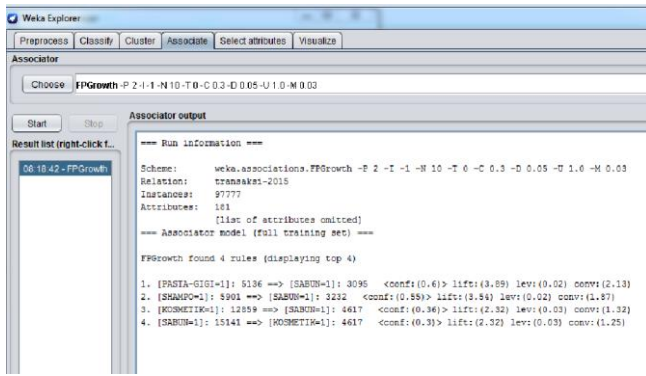 Weka Explorer
Preprocess Classify Cluster Associate Select attributes Visualize
Associator
Choose FPGrowth -P 2 -I -1 -N 10 -T 0 -C 0.3 -D 0.05 -U 1.0 -M 0.03
Start Stop
Associator output
Result list (right-click f...
08:18:42 - FPGrowth
=== Run information ===
Scheme: weka.associations.FPGrowth -P 2 -I -1 -N 10 -T 0 -C 0.3 -D 0.05 -U 1.0 -M 0.03
Relation: transaksi-2015
Instances: 97777
Attributes: 181
[list of attributes omitted]
=== Associator model (full training set) ===
FPGrowth found 4 rules (displaying top 4)
1. [PASTA-GIGI=1]: 5136 ==> [SABUN=1]: 3095 <conf:(0.6)> lift:(3.89) lev:(0.02) conv:(2.13)
2. [SHAMPO=1]: 5901 ==> [SABUN=1]: 3232 <conf:(0.55)> lift:(3.54) lev:(0.02) conv:(1.87)
3. [KOSMETIK=1]: 12859 ==> [SABUN=1]: 4617 <conf:(0.36)> lift:(2.32) lev:(0.03) conv:(1.32)
4. [SABUN=1]: 15141 ==> [KOSMETIK=1]: 4617 <conf:(0.3)> lift:(2.32) lev:(0.03) conv:(1.25)